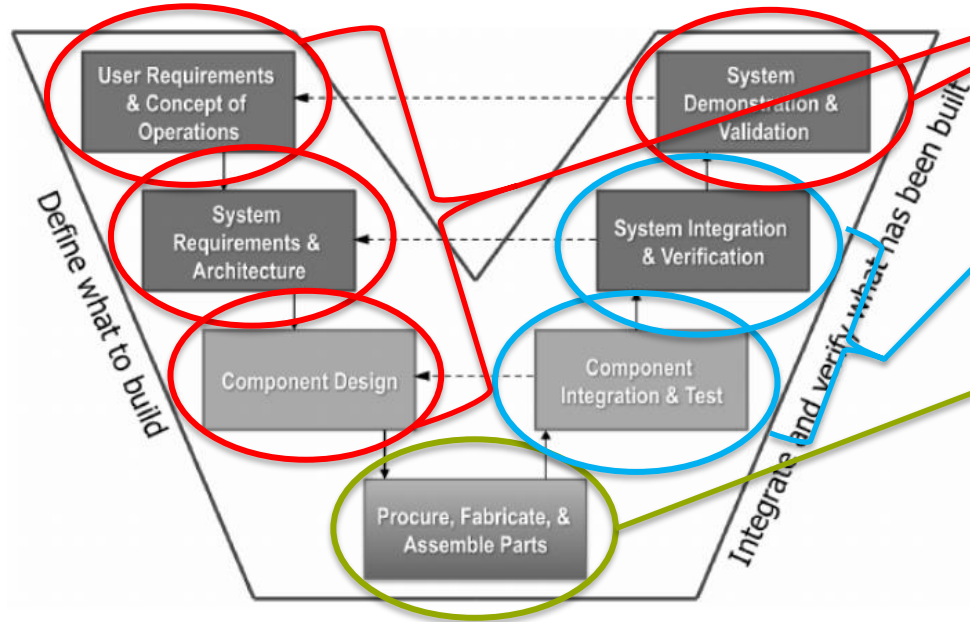 User Requirements
& Concept of
Operations
System
Demonstration &
Validation
System
Requirements &
Architecture
System Integration
& Verification
Component Design
Component
Integration & Test
Procure, Fabricate, &
Assemble Parts
Define what to build
Integrate and verify what has been built